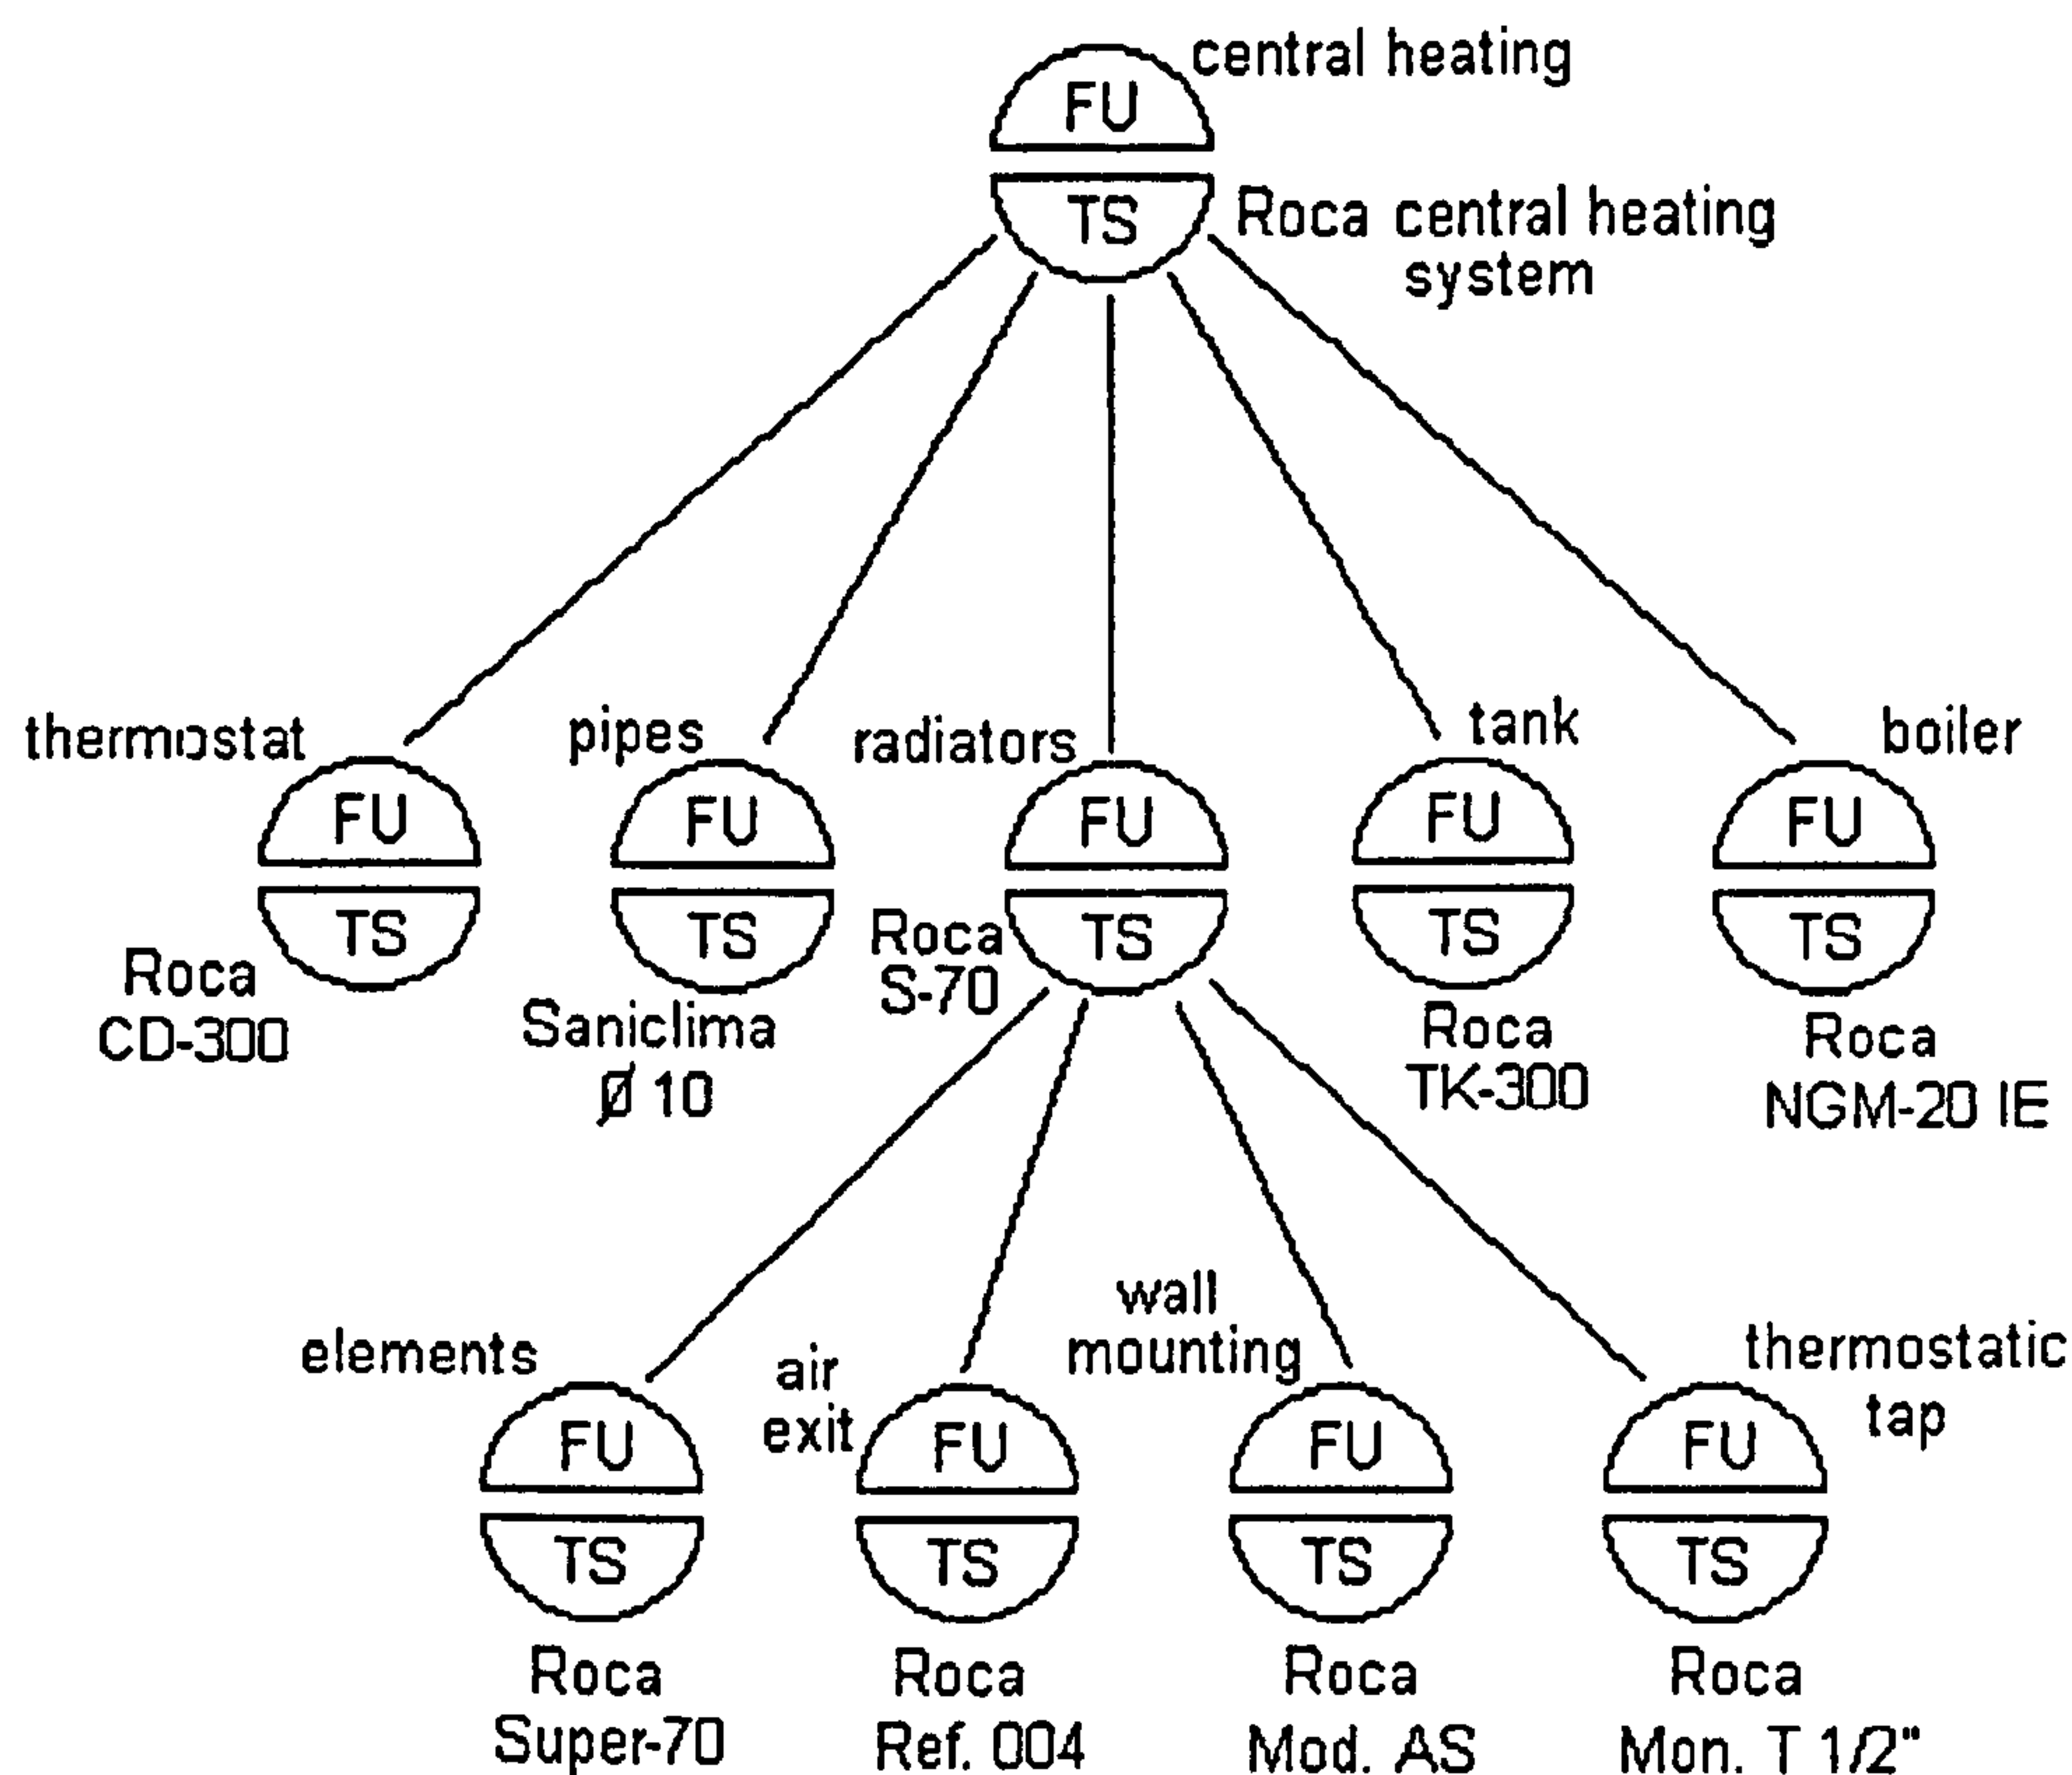 central heating
FU
TS
Roca central heating
system
thermostat
pipes
radiators
tank
boiler
FU
FU
FU
FU
FU
TS
TS
TS
TS
TS
Roca
CD-300
Saniclima
Ø 10
Roca
S-70
Roca
TK-300
Roca
NGM-20 IE
elements
air
exit
wall
mounting
thermostatic
tap
FU
FU
FU
FU
TS
TS
TS
TS
Roca
Super-70
Roca
Ref. 004
Roca
Mod. AS
Roca
Mon. T 1/2"